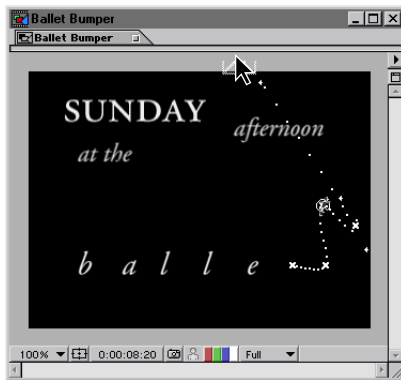 Ballet Bumper
Ballet Bumper
SUNDAY
afternoon
at the
b a l l e
100% 0:00:08:20 Full